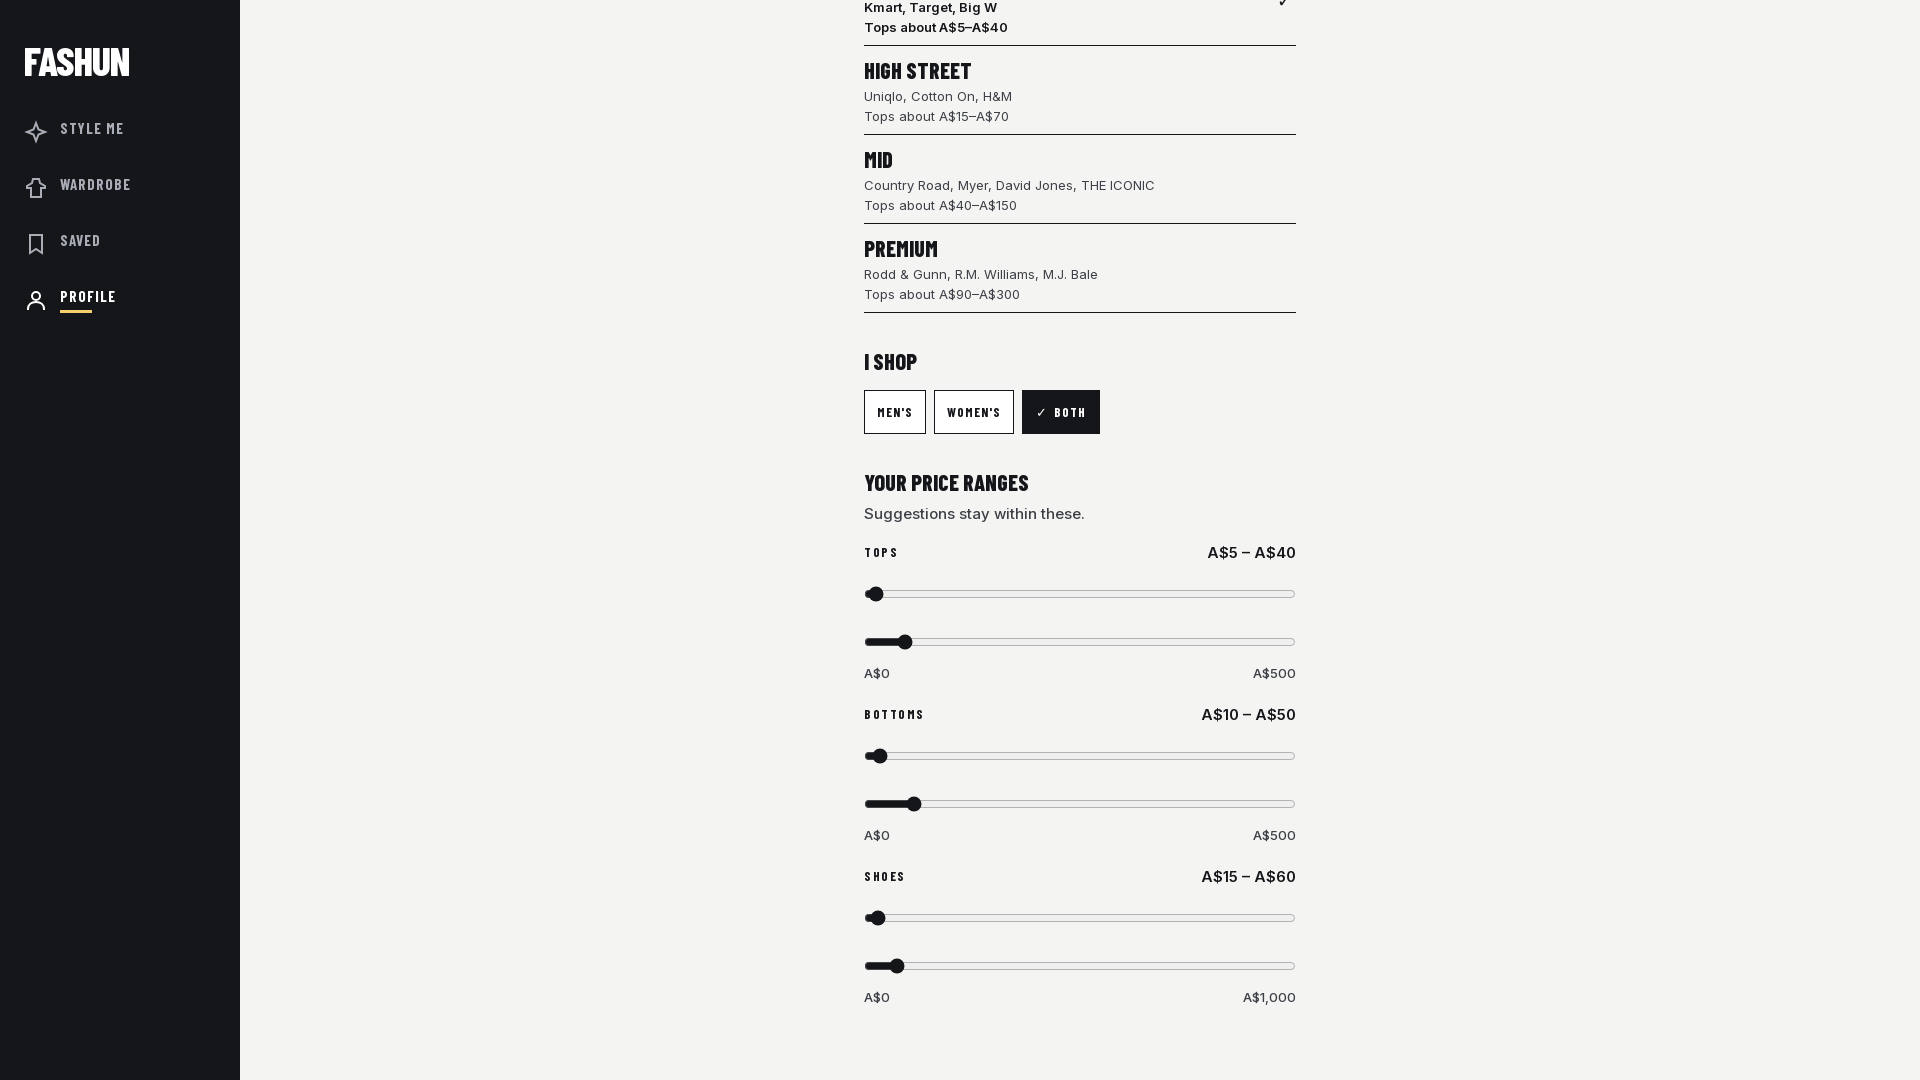 FASHUN
STYLE ME
WARDROBE
SAVED
PROFILE
Kmart, Target, Big W
✓
Tops about A$5–A$40
HIGH STREET
Uniqlo, Cotton On, H&M
Tops about A$15–A$70
MID
Country Road, Myer, David Jones, THE ICONIC
Tops about A$40–A$150
PREMIUM
Rodd & Gunn, R.M. Williams, M.J. Bale
Tops about A$90–A$300
I SHOP
MEN'S WOMEN'S ✓ BOTH
YOUR PRICE RANGES
Suggestions stay within these.
TOPS A$5 – A$40
A$0 A$500
BOTTOMS A$10 – A$50
A$0 A$500
SHOES A$15 – A$60
A$0 A$1,000